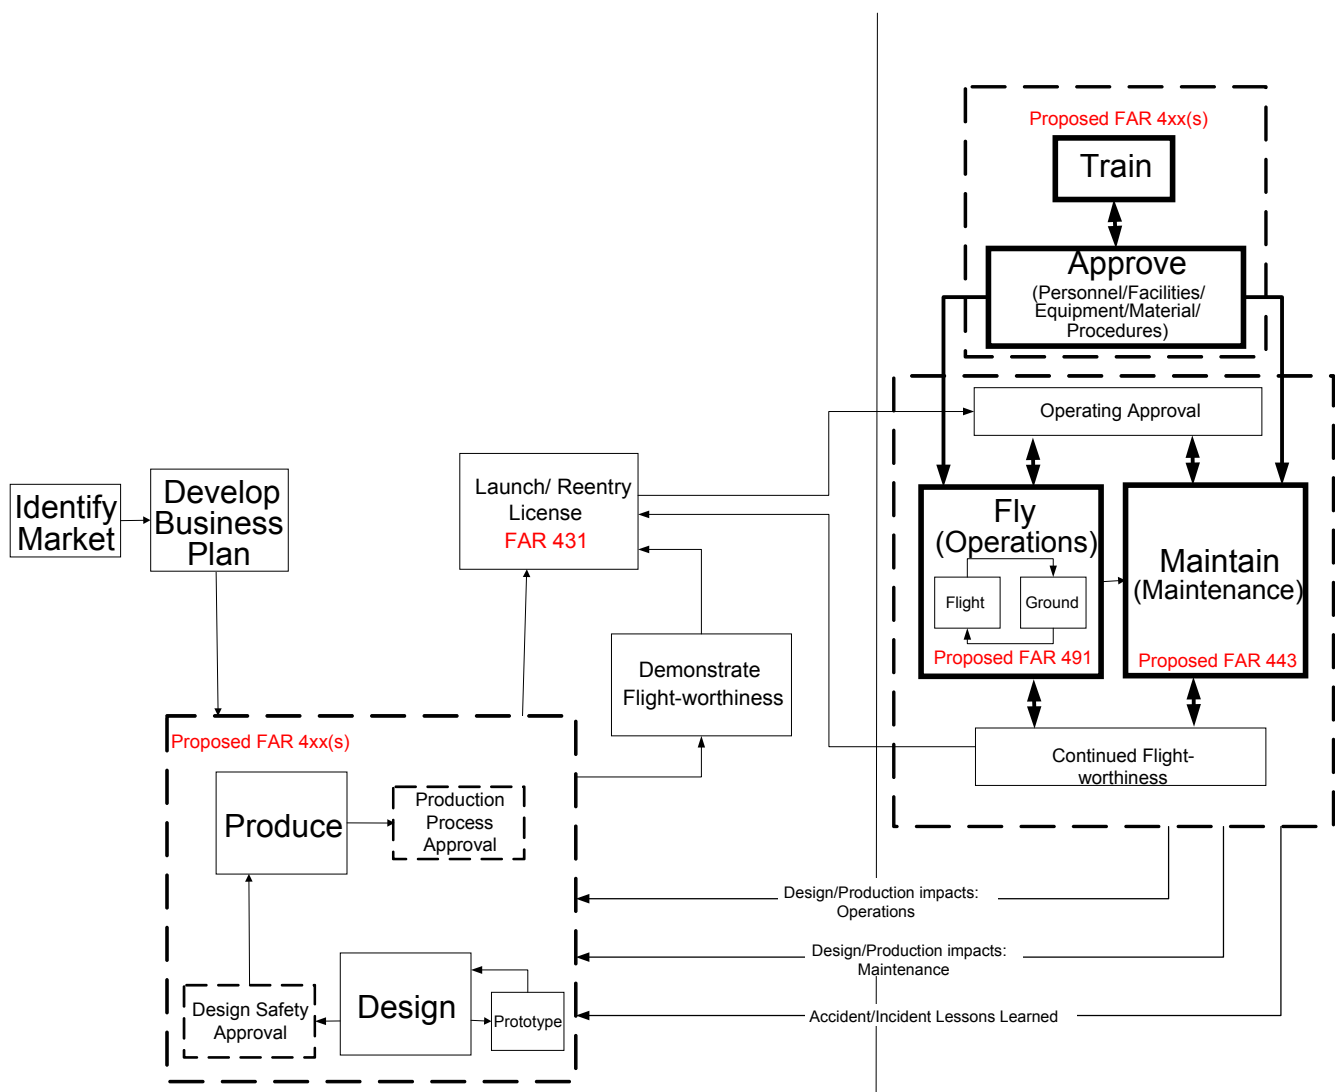 Proposed FAR 4xx(s)
Train
Approve
(Personnel/Facilities/
Equipment/Material/
Procedures)
Operating Approval
Identify
Market
Develop
Business
Plan
Launch/ Reentry
License
FAR 431
Fly
(Operations)
Flight
Ground
Proposed FAR 491
Maintain
(Maintenance)
Proposed FAR 443
Demonstrate
Flight-worthiness
Continued Flight-
worthiness
Proposed FAR 4xx(s)
Produce
Production
Process
Approval
Design/Production impacts:
Operations
Design/Production impacts:
Maintenance
Accident/Incident Lessons Learned
Design Safety
Approval
Design
Prototype